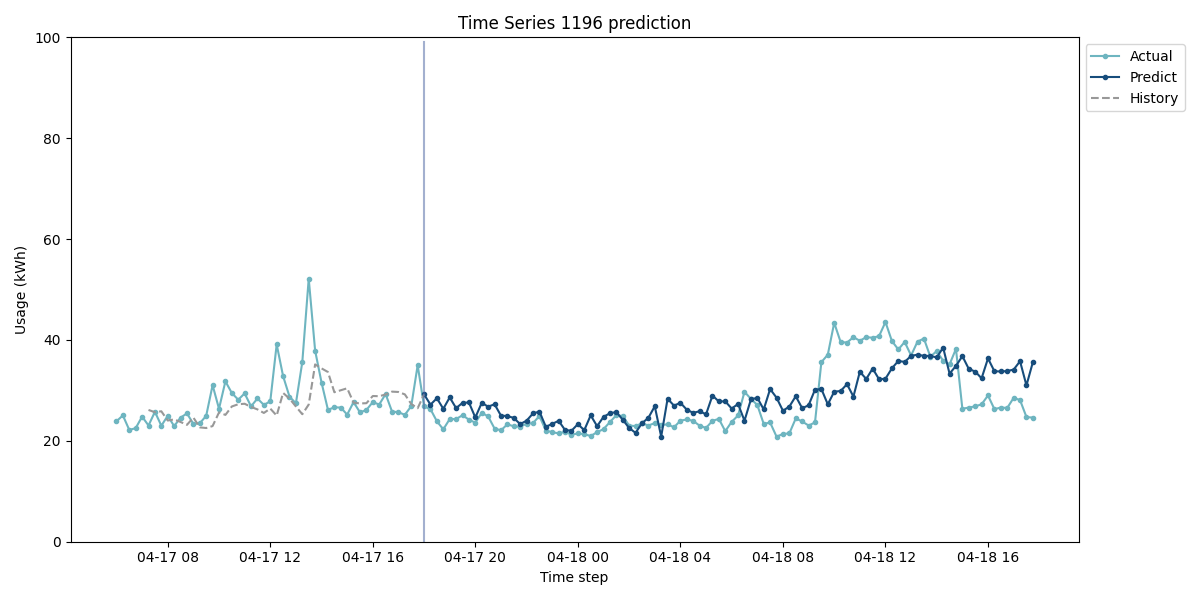 Time Series 1196 prediction
Actual
Predict
History
Usage (kWh)
100
80
60
40
20
0
04-17 08
04-17 12
04-17 16
04-17 20
04-18 00
04-18 04
04-18 08
04-18 12
04-18 16
Time step